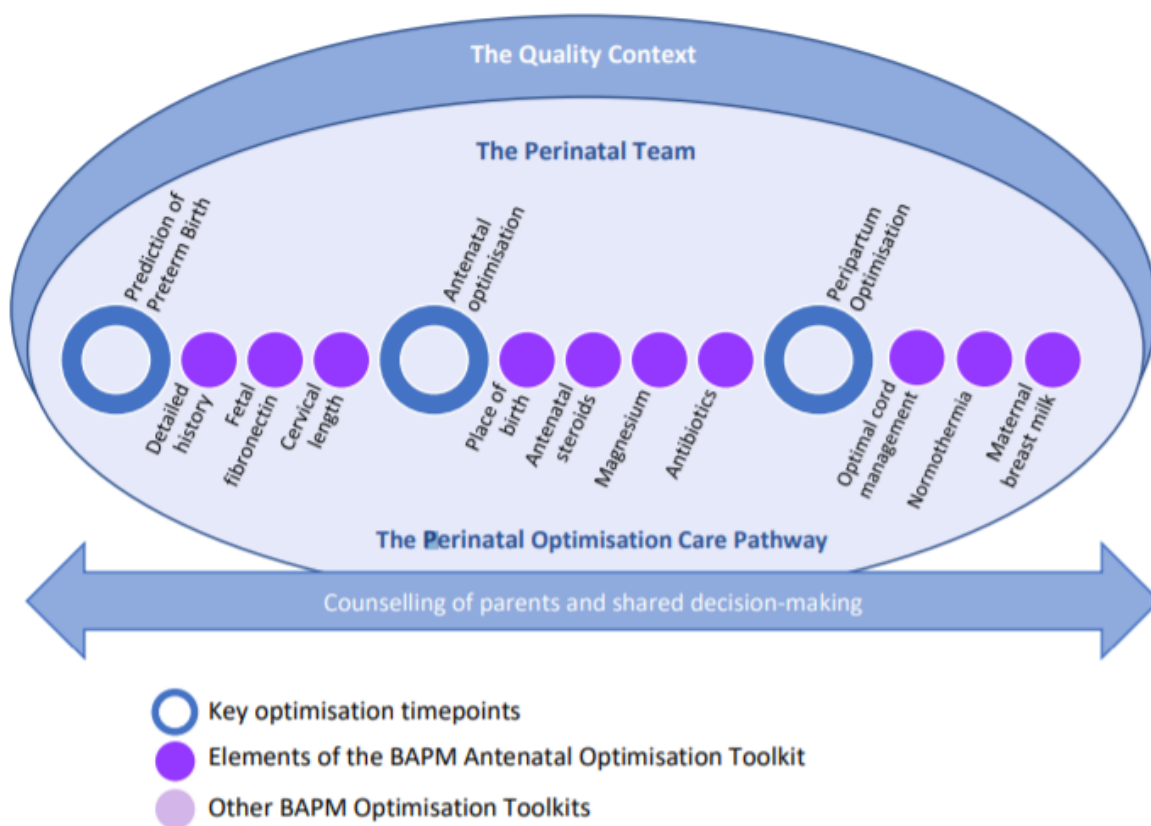 The Quality Context
The Perinatal Team
Prediction of
Preterm Birth
Detailed
history
Fetal
fibronectin
Cervical
length
Antenatal
optimisation
Place of
birth
Antenatal
steroids
Magnesium
Antibiotics
Peripartum
Optimisation
Optimal cord
management
Normothermia
Maternal
breast milk
The Perinatal Optimisation Care Pathway
Counselling of parents and shared decision-making
Key optimisation timepoints
Elements of the BAPM Antenatal Optimisation Toolkit
Other BAPM Optimisation Toolkits